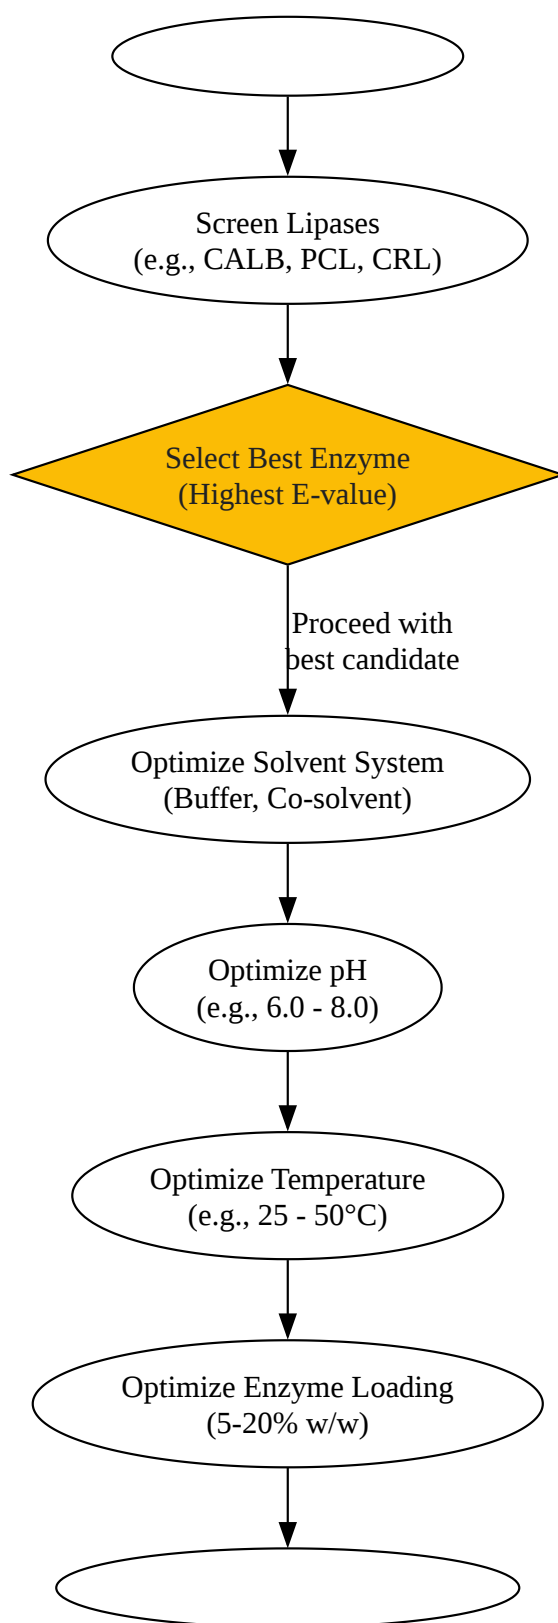 Screen Lipases
(e.g., CALB, PCL, CRL)
Select Best Enzyme
(Highest E-value)
Proceed with
best candidate
Optimize Solvent System
(Buffer, Co-solvent)
Optimize pH
(e.g., 6.0 - 8.0)
Optimize Temperature
(e.g., 25 - 50°C)
Optimize Enzyme Loading
(5-20% w/w)